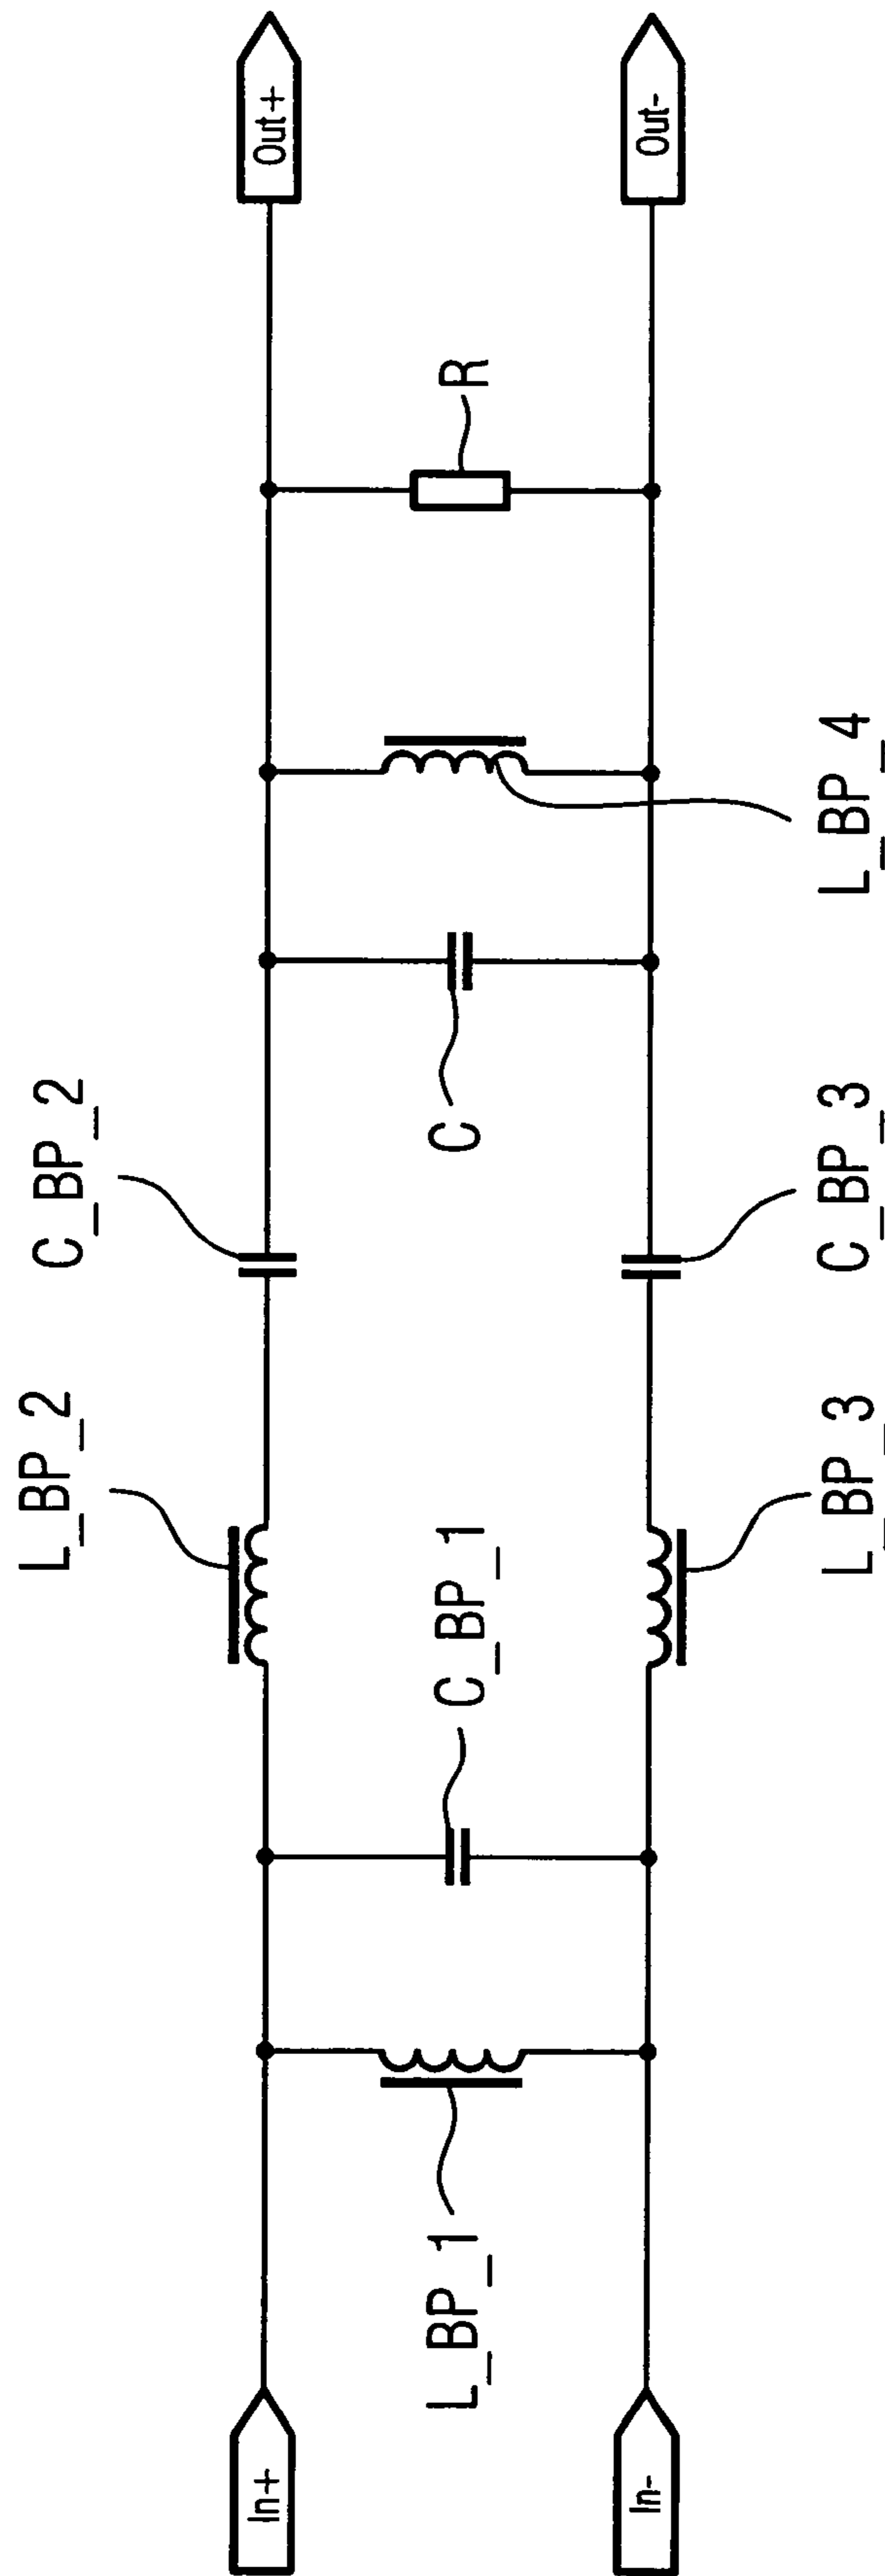 In+
In-
L_BP_1
C_BP_1
L_BP_2
L_BP_3
C_BP_2
C_BP_3
C
L_BP_4
R
Out+
Out-